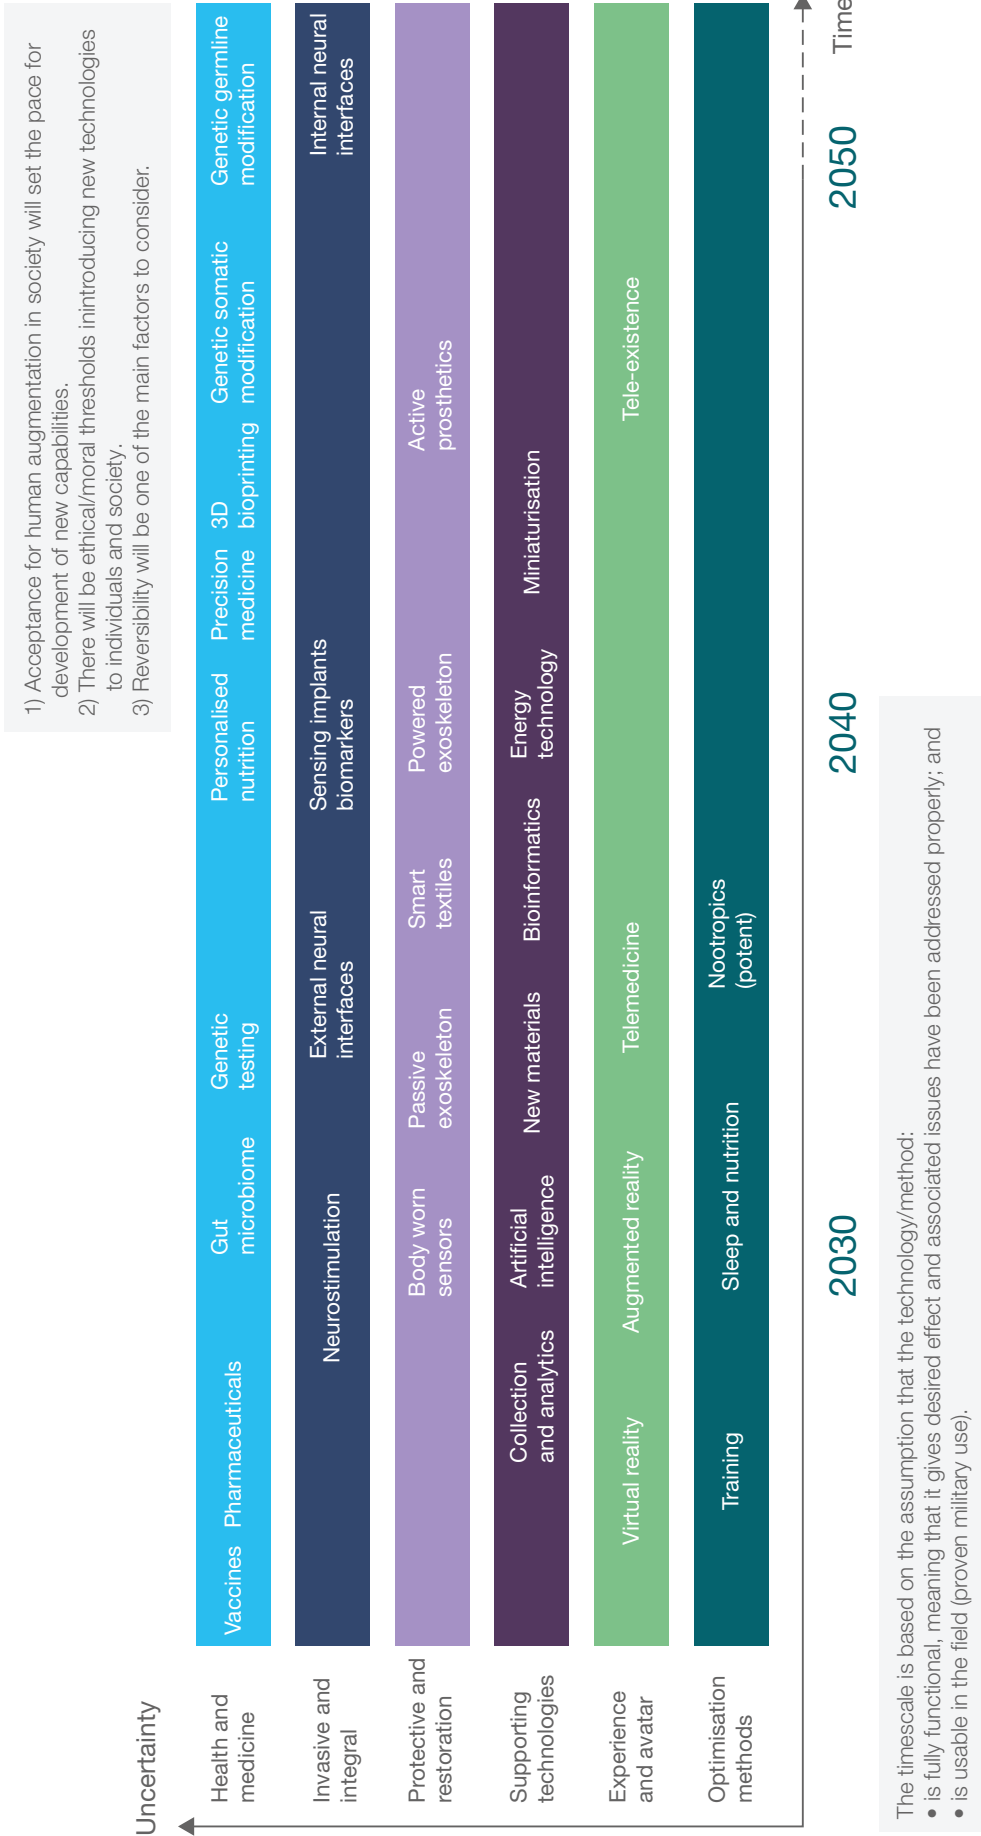 Uncertainty
1) Acceptance for human augmentation in society will set the pace for
development of new capabilities.
2) There will be ethical/moral thresholds inintroducing new technologies
to individuals and society.
3) Reversibility will be one of the main factors to consider.
Health and
medicine
Vaccines
Pharmaceuticals
Gut
microbiome
Genetic
testing
Personalised
nutrition
Precision
medicine
3D
bioprinting
Genetic somatic
modification
Genetic germline
modification
Invasive and
integral
Neurostimulation
External neural
interfaces
Sensing implants
biomarkers
Internal neural
interfaces
Protective and
restoration
Body worn
sensors
Passive
exoskeleton
Smart
textiles
Powered
exoskeleton
Active
prosthetics
Supporting
technologies
Collection
and analytics
Artificial
intelligence
New materials
Bioinformatics
Energy
technology
Miniaturisation
Experience
and avatar
Virtual reality
Augmented reality
Telemedicine
Tele-existence
Optimisation
methods
Training
Sleep and nutrition
Nootropics
(potent)
2030
2040
2050
Time
The timescale is based on the assumption that the technology/method:
• is fully functional, meaning that it gives desired effect and associated issues have been addressed properly; and
• is usable in the field (proven military use).